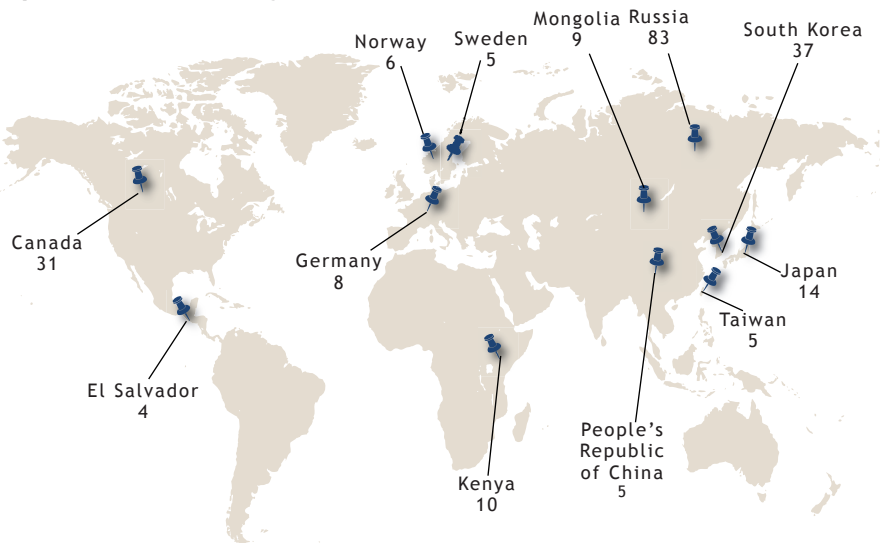 Mongolia
9
Russia
83
South Korea
37
Norway
6
Sweden
5
Canada
31
Germany
8
Japan
14
Taiwan
5
El Salvador
4
Kenya
10
People's
Republic
of China
5